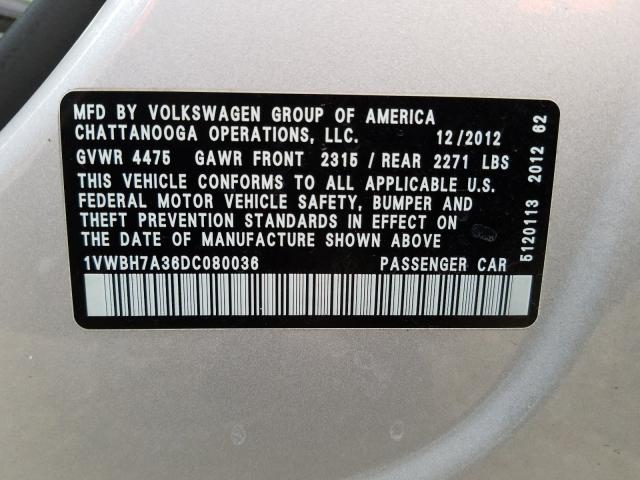 MFD BY VOLKSWAGEN GROUP OF AMERICA
CHATTANOOGA OPERATIONS, LLC. 12/2012
GVWR 4475 GAWR FRONT 2315/REAR 2271 LBS
THIS VEHICLE CONFORMS TO ALL APPLICABLE U.S.
FEDERAL MOTOR VEHICLE SAFETY, BUMPER AND
THEFT PREVENTION STANDARDS IN EFFECT ON
THE DATE OF MANUFACTURE SHOWN ABOVE
1VWBH7A36DC080036 PASSENGER CAR
5120113 2012 62